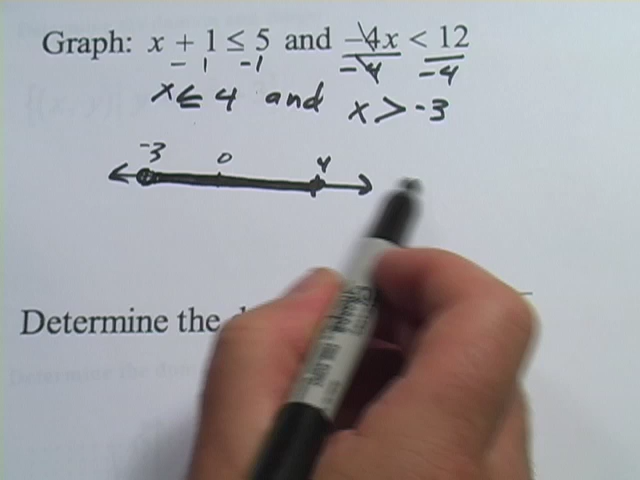 Graph: x + 1 ≤ 5 and -4x < 12
- 1 -1 -4 -4
x ≤ 4 and x > -3
-3 0 4
Determine the